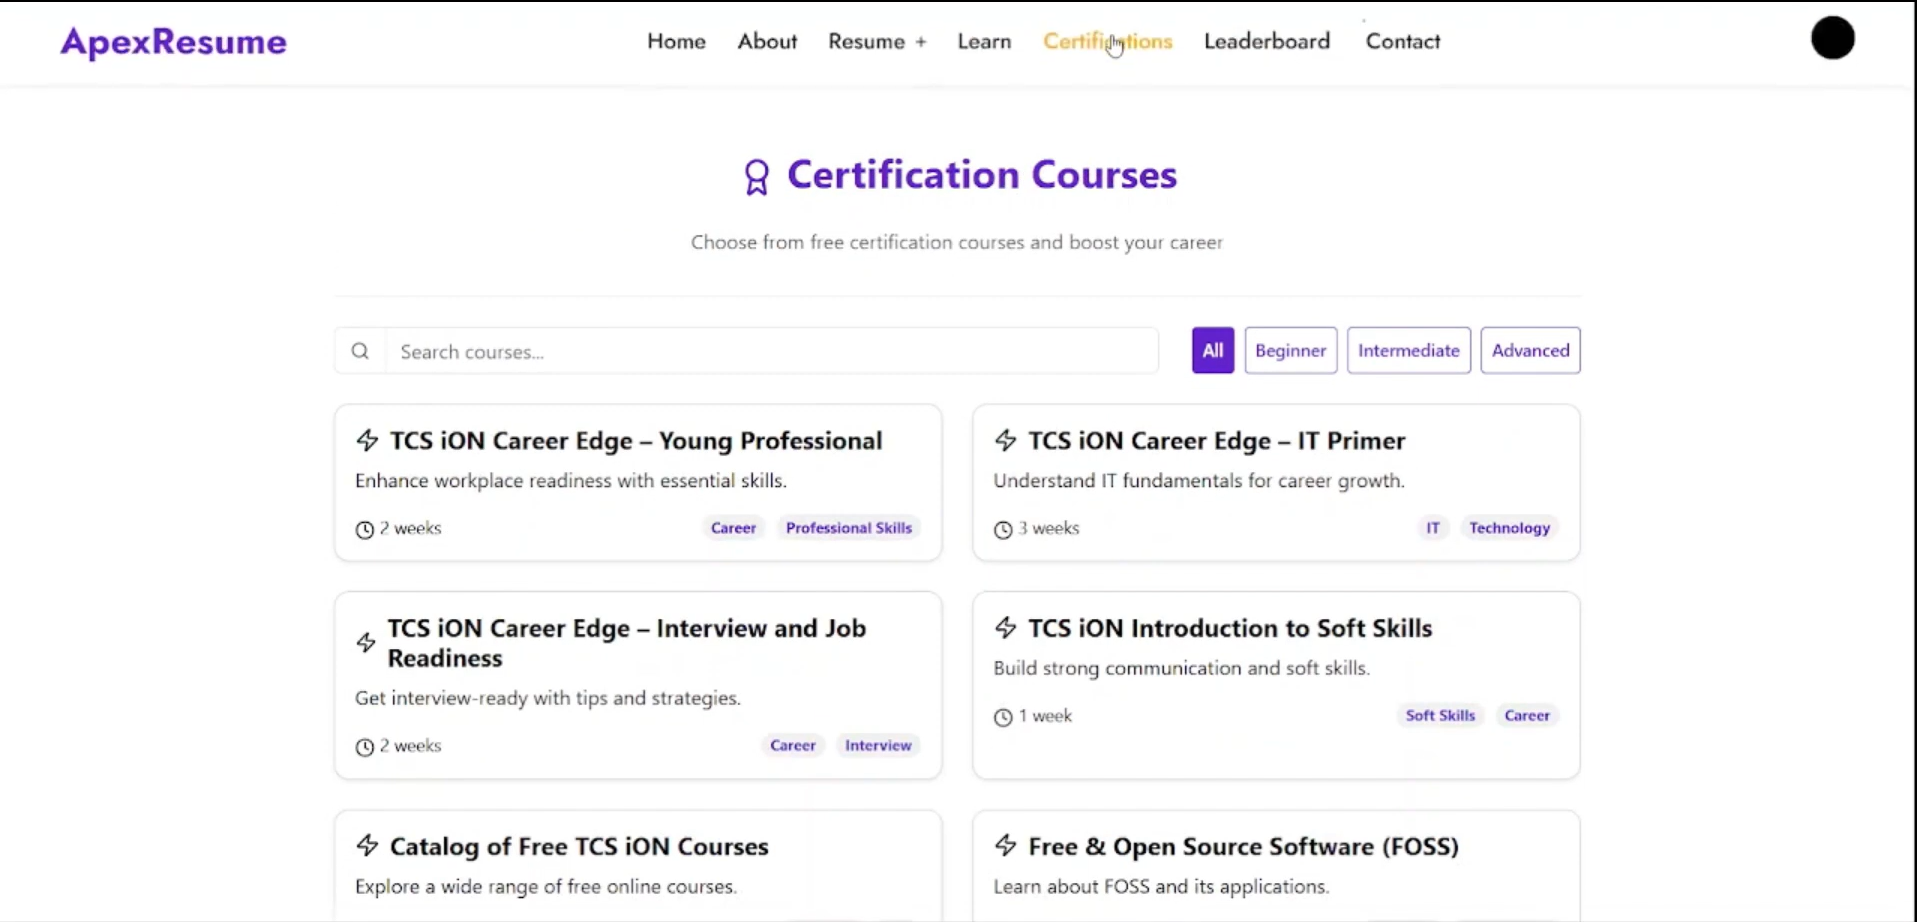 ApexResume
Home About Resume + Learn Certifications Leaderboard Contact
Certification Courses
Choose from free certification courses and boost your career
Search courses...
All Beginner Intermediate Advanced
TCS iON Career Edge – Young Professional
Enhance workplace readiness with essential skills.
2 weeks Career Professional Skills
TCS iON Career Edge – IT Primer
Understand IT fundamentals for career growth.
3 weeks IT Technology
TCS iON Career Edge – Interview and Job
Readiness
Get interview-ready with tips and strategies.
2 weeks Career Interview
TCS iON Introduction to Soft Skills
Build strong communication and soft skills.
1 week Soft Skills Career
Catalog of Free TCS iON Courses
Explore a wide range of free online courses.
Free & Open Source Software (FOSS)
Learn about FOSS and its applications.